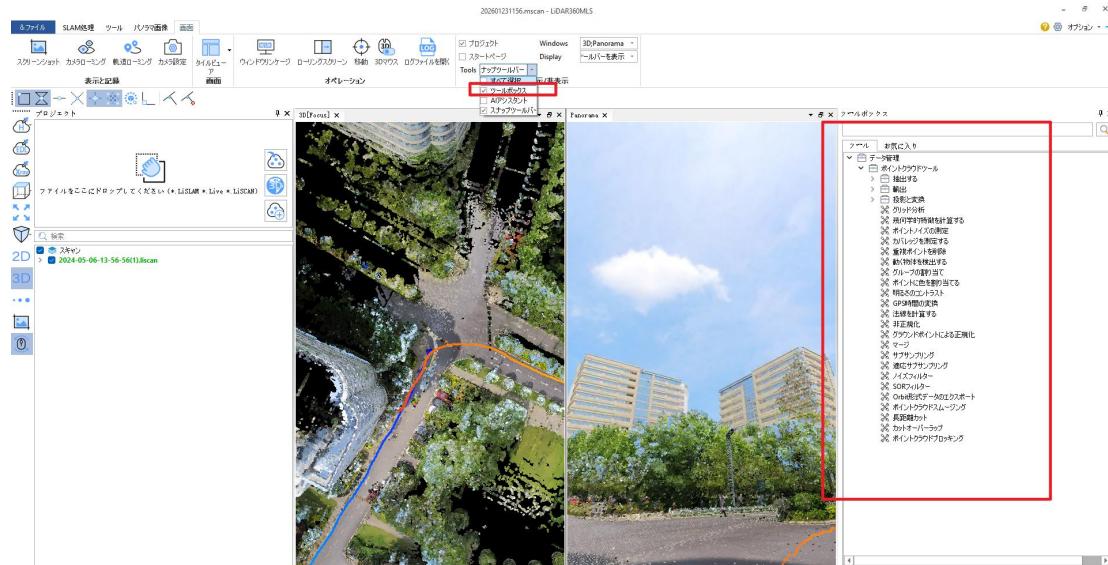 202601231156.mscan - LiDAR360MLS
&ファイル SLAM処理 ツール パノラマ画像 画面
オプション
スクリーンショット カメラローミング 軌道ローミング カメラ設定
タイルビューア
ウィンドウリンケージ ローリングスクリーン 移動 3Dマウス ログファイルを開く
LOG
プロジェクト Windows 3D;Panorama
スタートページ Display ールバーを表示
Tools ナップツールバー
表示と記録 画面 オペレーション 示/非表示
すべて選択
ツールボックス
AIアシスタント
スナップツールバー
プロジェクト
3D[Focus]
Panorama
ツールボックス
ファイルをここにドロップしてください (*.LiSLAM *.Live *.LiSCAN)
検索
スキャン
2024-05-06-13-56-56(1).liscan
2D
3D
ツール お気に入り
データ管理
ポイントクラウドツール
抽出する
輸出
投影と変換
グリッド分析
幾何学的特徴を計算する
ポイントノイズの測定
カバレッジを測定する
重複ポイントを削除
動く物体を検出する
グループの割り当て
ポイントに色を割り当てる
明るさのコントラスト
GPS時間の変換
法線を計算する
非正規化
グラウンドポイントによる正規化
マージ
サブサンプリング
適応サブサンプリング
ノイズフィルター
SORフィルター
Orbit形式データのエクスポート
ポイントクラウドスムージング
長距離カット
カットオーバーラップ
ポイントクラウドブロッキング